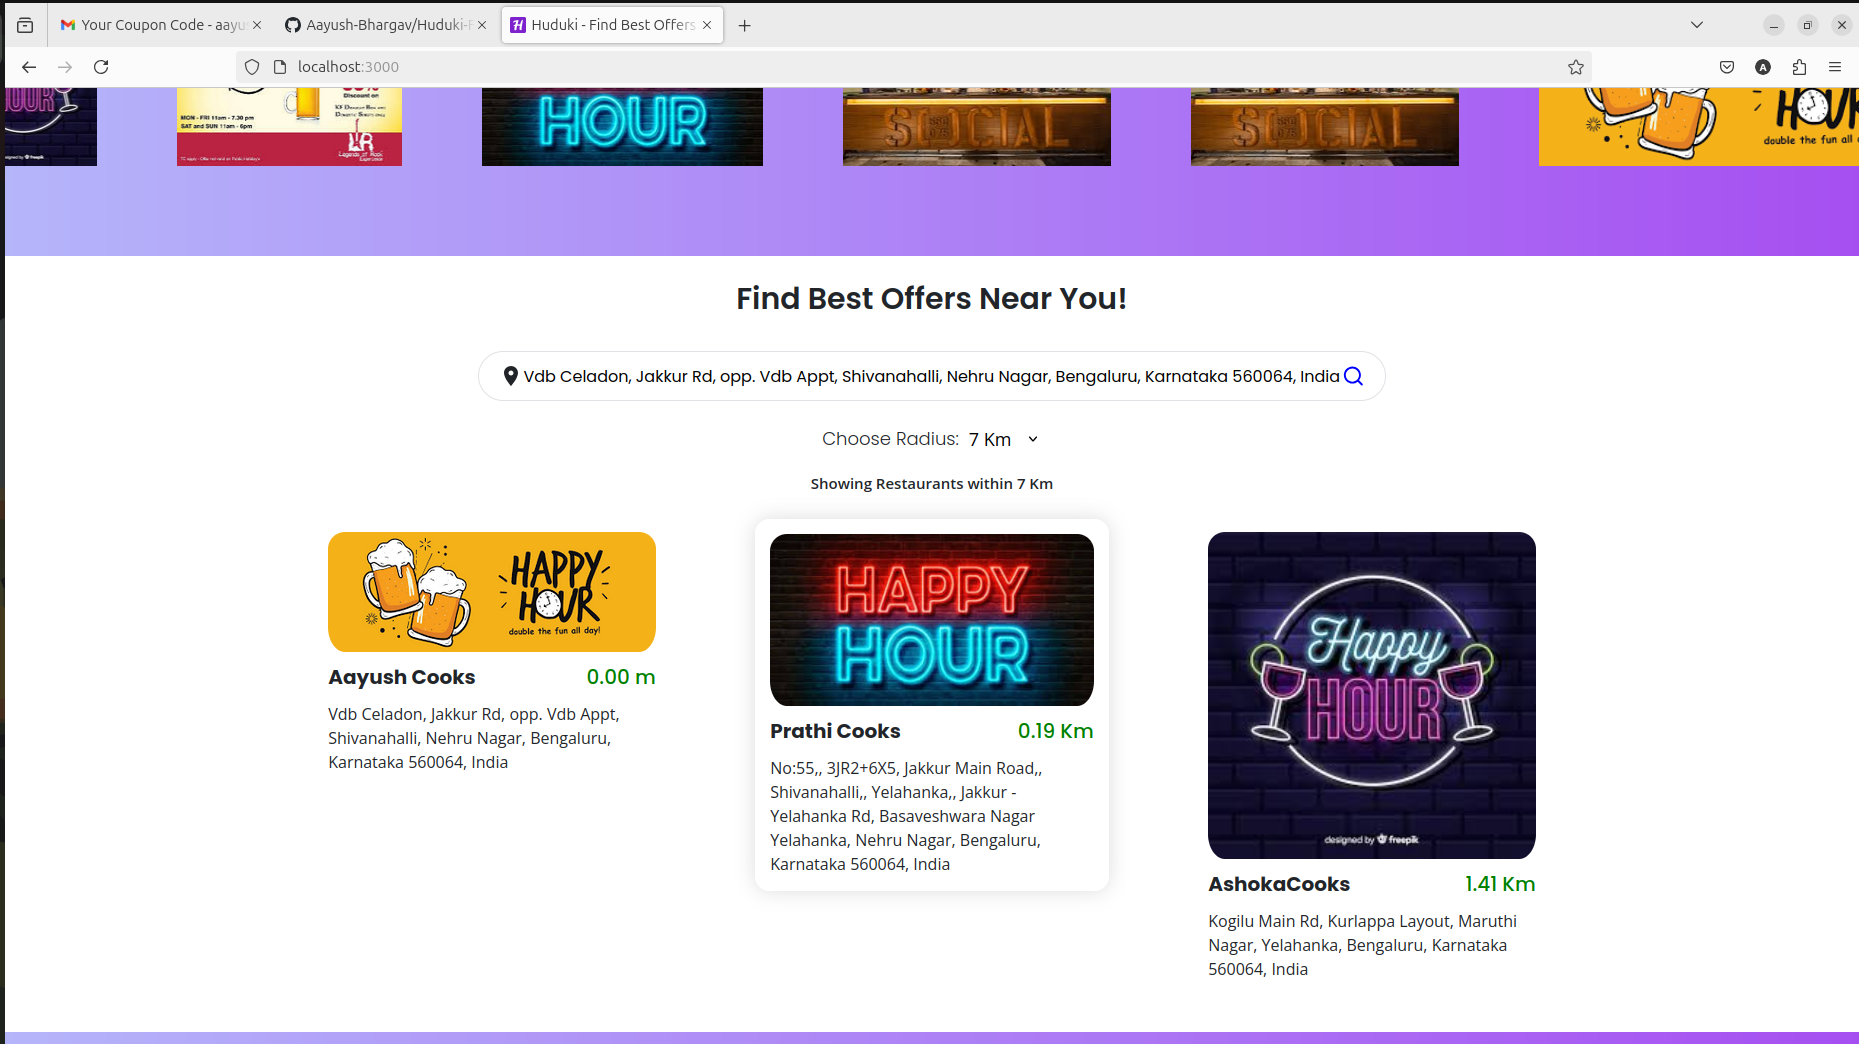 Your Coupon Code - aayu
Aayush-Bhargav/Huduki-F
Huduki - Find Best Offers
localhost:3000
HOUR
MON - FRI 11am - 7.30 pm
SAT and SUN 11am - 6pm
Discount on
LR
HOUR
SOCIAL
SOCIAL
HOUR
double the fun all
Find Best Offers Near You!
Vdb Celadon, Jakkur Rd, opp. Vdb Appt, Shivanahalli, Nehru Nagar, Bengaluru, Karnataka 560064, India
Choose Radius: 7 Km
Showing Restaurants within 7 Km
HAPPY
HOUR
double the fun all day!
Aayush Cooks 0.00 m
Vdb Celadon, Jakkur Rd, opp. Vdb Appt,
Shivanahalli, Nehru Nagar, Bengaluru,
Karnataka 560064, India
HAPPY
HOUR
Prathi Cooks 0.19 Km
No:55,, 3JR2+6X5, Jakkur Main Road,,
Shivanahalli,, Yelahanka,, Jakkur -
Yelahanka Rd, Basaveshwara Nagar
Yelahanka, Nehru Nagar, Bengaluru,
Karnataka 560064, India
Happy
HOUR
designed by freepik
AshokaCooks 1.41 Km
Kogilu Main Rd, Kurlappa Layout, Maruthi
Nagar, Yelahanka, Bengaluru, Karnataka
560064, India